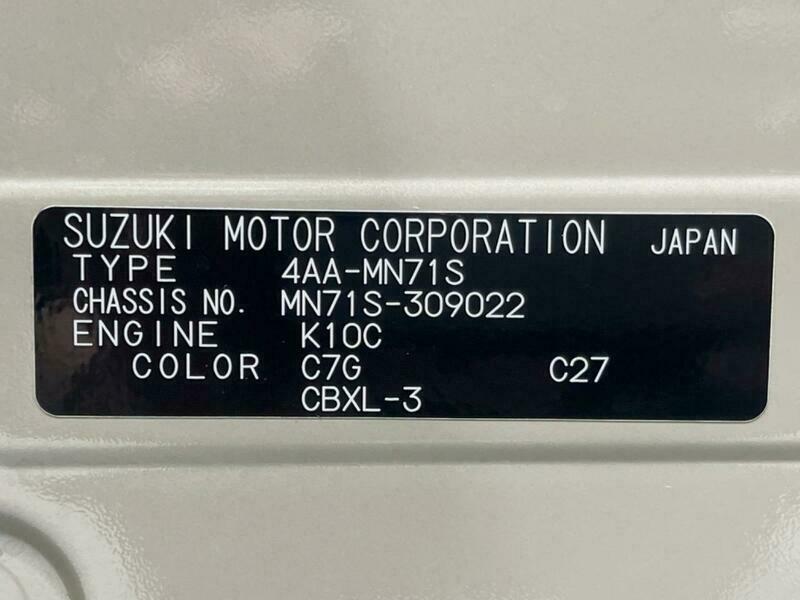 SUZUKI MOTOR CORPORATION JAPAN
TYPE 4AA-MN71S
CHASSIS NO. MN71S-309022
ENGINE K10C
COLOR C7G C27
CBXL-3